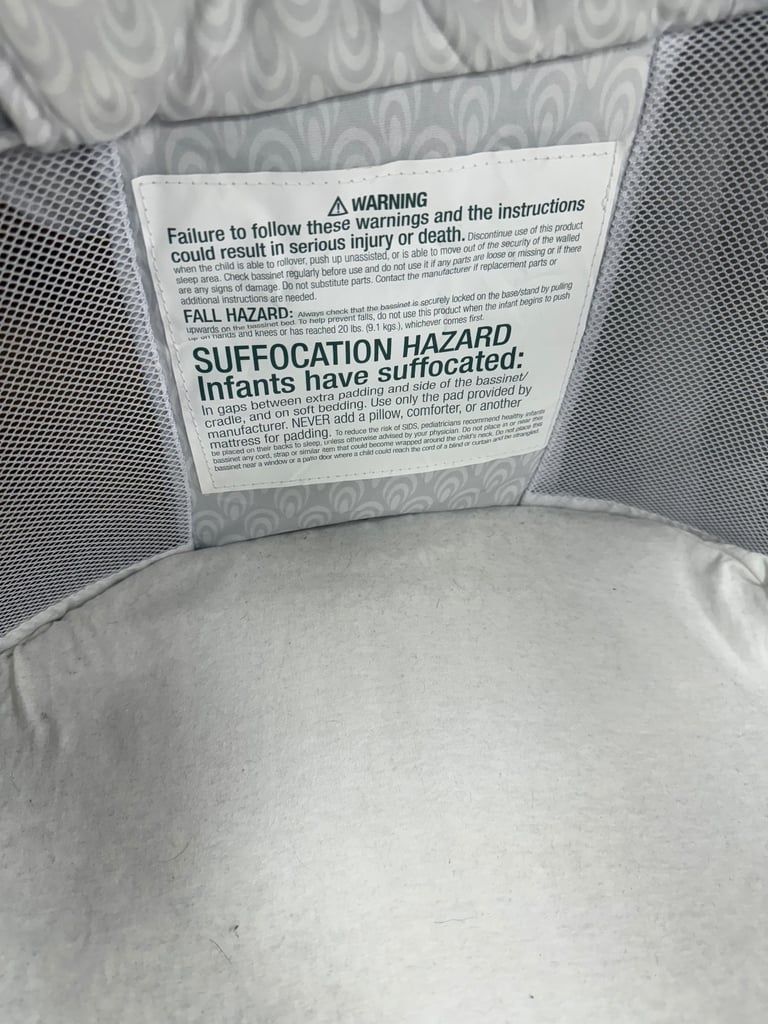 ⚠ WARNING
Failure to follow these warnings and the instructions
could result in serious injury or death. Discontinue use of this product
when the child is able to rollover, push up unassisted, or is able to move out of the security of the walled
sleep area. Check bassinet regularly before use and do not use it if any parts are loose or missing or if there
are any signs of damage. Do not substitute parts. Contact the manufacturer if replacement parts or
additional instructions are needed.
FALL HAZARD: Always check that the bassinet is securely locked on the base/stand by pulling
upwards on the bassinet bed. To help prevent falls, do not use this product when the infant begins to push
up on hands and knees or has reached 20 lbs. (9.1 kgs.), whichever comes first.
SUFFOCATION HAZARD
Infants have suffocated:
In gaps between extra padding and side of the bassinet/
cradle, and on soft bedding. Use only the pad provided by
manufacturer. NEVER add a pillow, comforter, or another
mattress for padding. To reduce the risk of SIDS, pediatricians recommend healthy infants
be placed on their backs to sleep, unless otherwise advised by your physician. Do not place in or near this
bassinet any cord, strap or similar item that could become wrapped around the child's neck. Do not place this
bassinet near a window or a patio door where a child could reach the cord of a blind or curtain and be strangled.